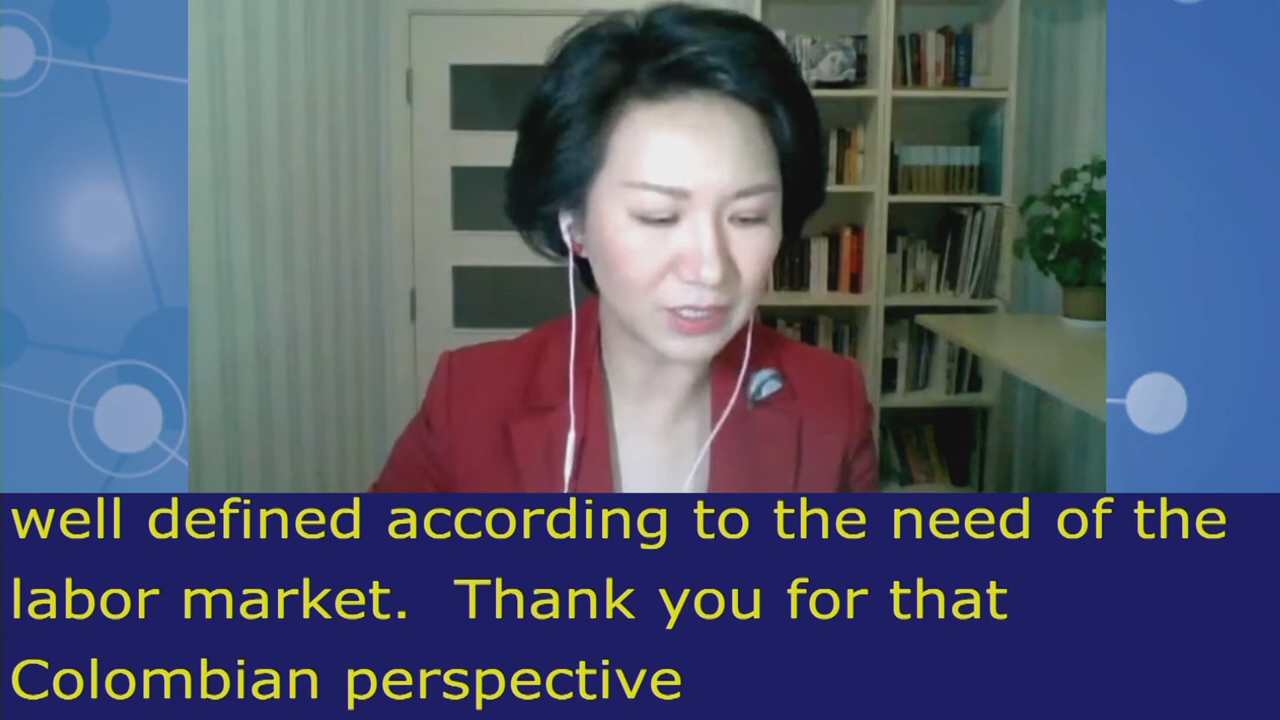 well defined according to the need of the
labor market.  Thank you for that
Colombian perspective